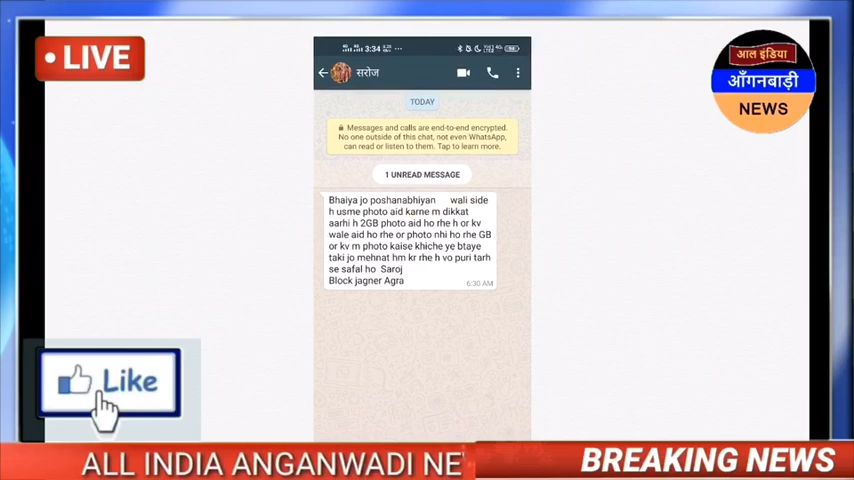 LIVE
3:34
सरोज
TODAY
Messages and calls are end-to-end encrypted.
No one outside of this chat, not even WhatsApp,
can read or listen to them. Tap to learn more.
1 UNREAD MESSAGE
Bhaiya jo poshanabhiyan wali side
h usme photo aid karne m dikkat
aarhi h 2GB photo aid ho rhe h or kv
wale aid ho rhe or photo nhi ho rhe GB
or kv m photo kaise khiche ye btaye
taki jo mehnat hm kr rhe h vo puri tarh
se safal ho Saroj
Block jagner Agra
6:30 AM
आल इंडिया
आँगनबाड़ी
NEWS
Like
ALL INDIA ANGANWADI NE
BREAKING NEWS